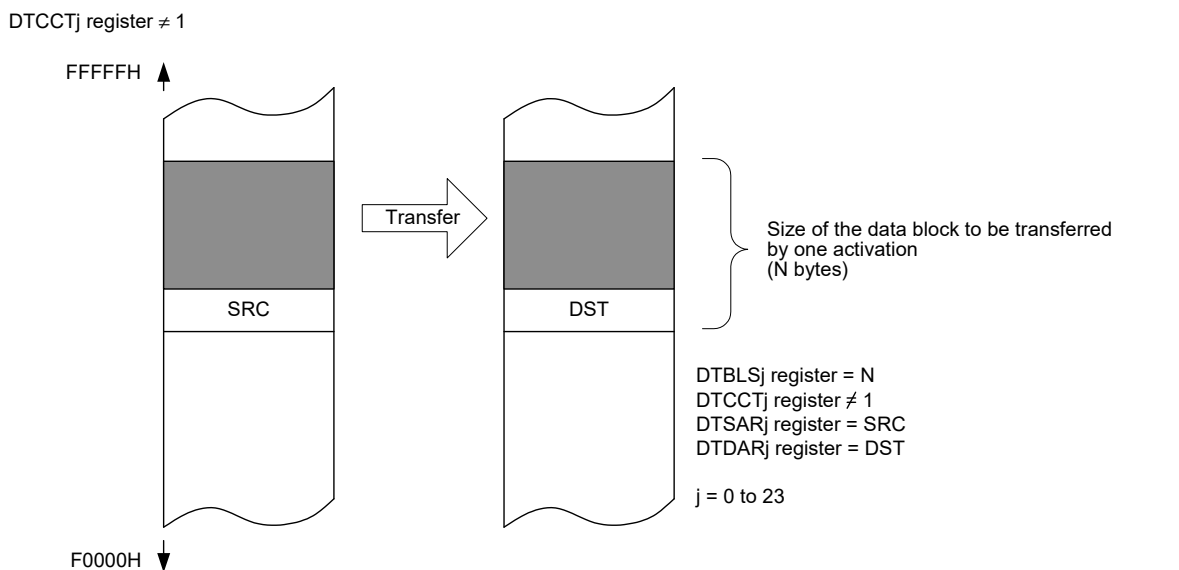 DTCCTj register ≠ 1
FFFFFH
Transfer
Size of the data block to be transferred
by one activation
(N bytes)
SRC
DST
DTBLSj register = N
DTCCTj register ≠ 1
DTSARj register = SRC
DTDARj register = DST
j = 0 to 23
F0000H